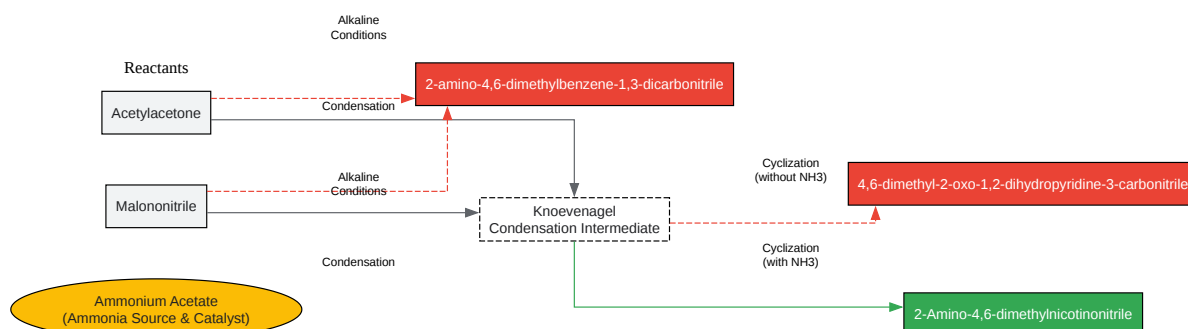 Alkaline
Conditions
Reactants
2-amino-4,6-dimethylbenzene-1,3-dicarbonitrile
Acetylacetone
Condensation
Cyclization
(without NH3)
4,6-dimethyl-2-oxo-1,2-dihydropyridine-3-carbonitrile
Alkaline
Conditions
Malononitrile
Knoevenagel
Condensation Intermediate
Condensation
Cyclization
(with NH3)
Ammonium Acetate
(Ammonia Source & Catalyst)
2-Amino-4,6-dimethylnicotinonitrile